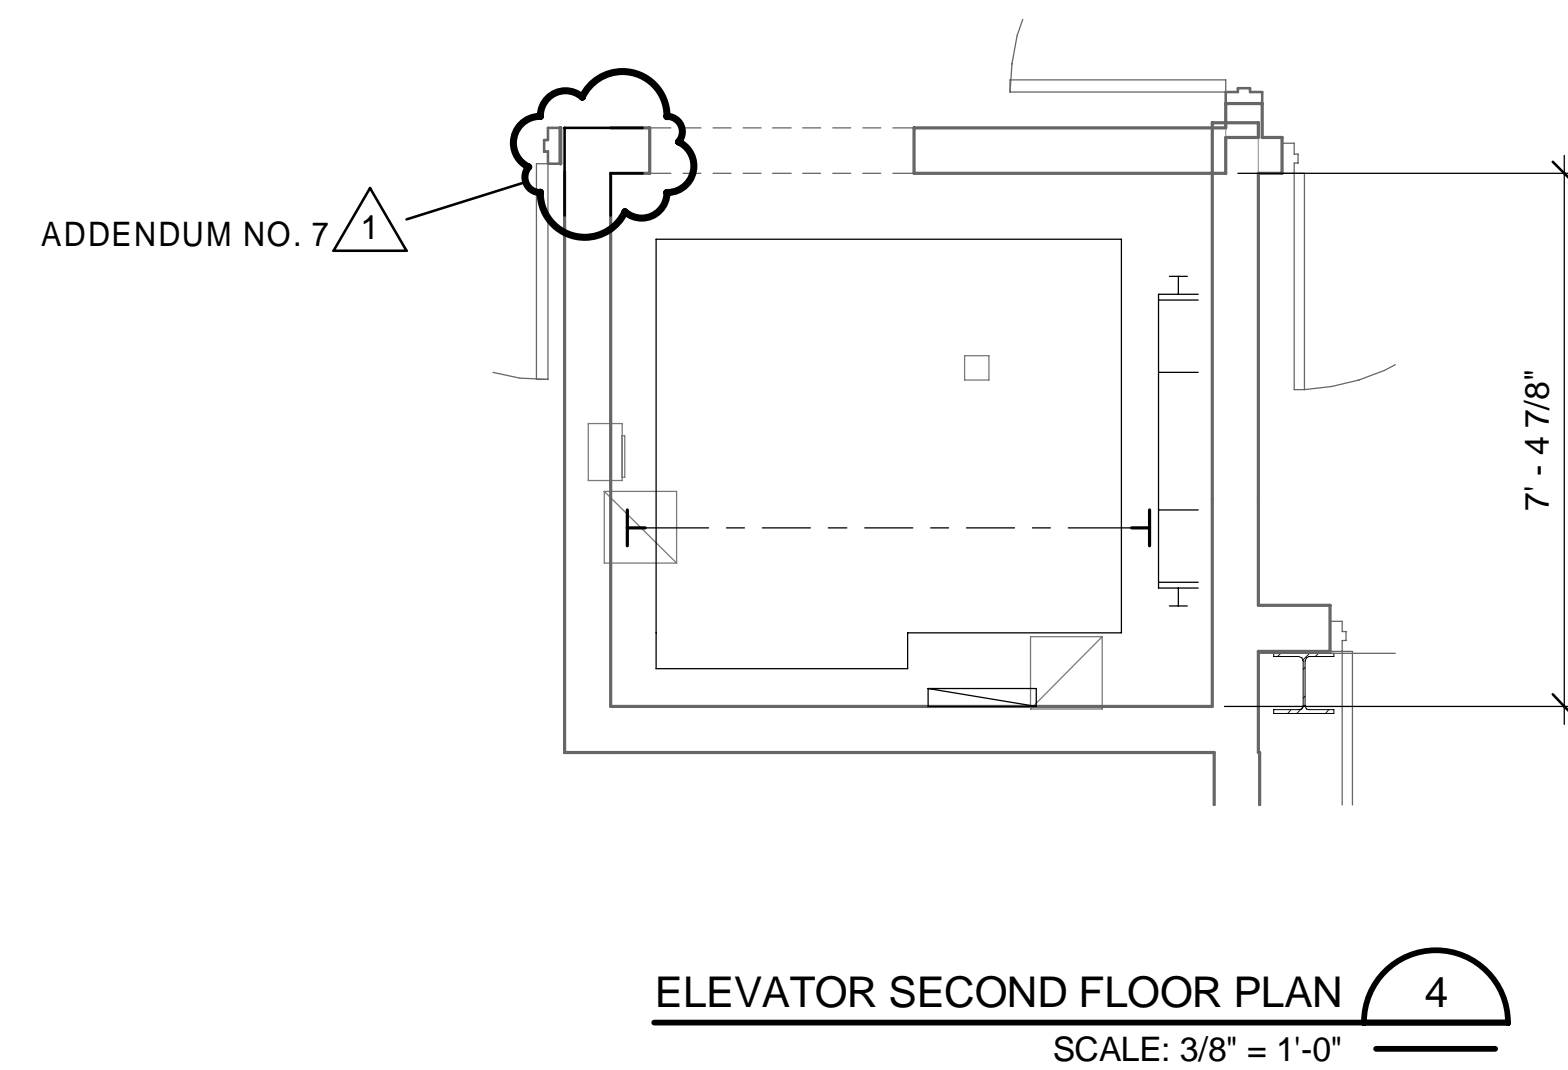 ADDENDUM NO. 7
1
7' - 4 7/8"
ELEVATOR SECOND FLOOR PLAN
4
SCALE: 3/8" = 1'-0"